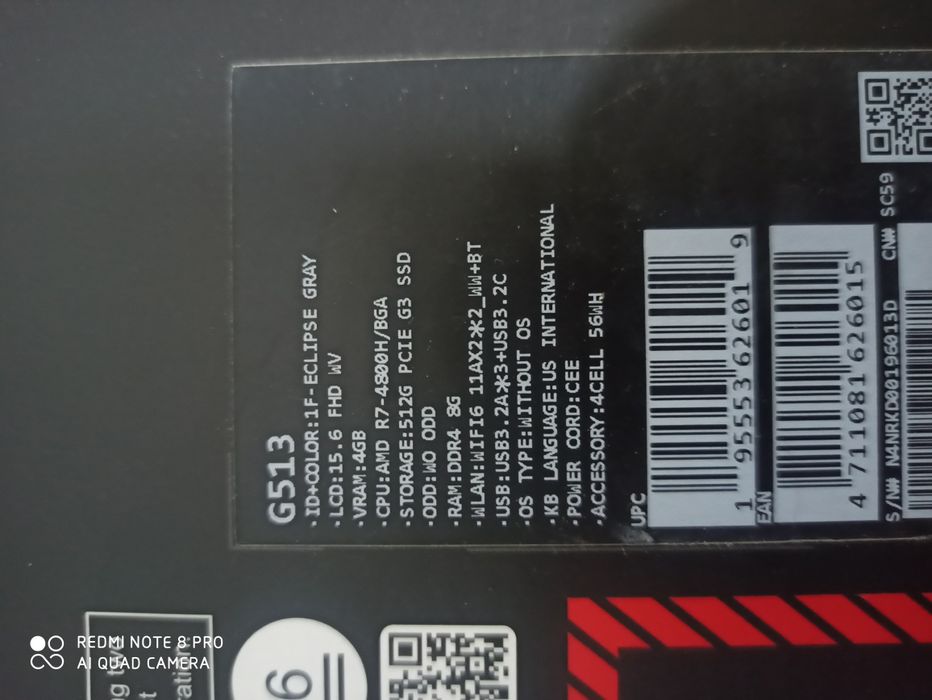 G513
·ID+COLOR:1F-ECLIPSE GRAY
·LCD:15.6 FHD WV
·VRAM:4GB
·CPU:AMD R7-4800H/BGA
·STORAGE:512G PCIE G3 SSD
·ODD:WO ODD
·RAM:DDR4 8G
·WLAN:WIFI6 11AX2*2_WW+BT
·USB:USB3.2A*3+USB3.2C
·OS TYPE:WITHOUT OS
·KB LANGUAGE:US INTERNATIONAL
·POWER CORD:CEE
·ACCESSORY:4CELL 56WH
UPC
1 95553 62601 9
EAN
4 711081 626015
S/N# N4NRKD00196013D CN# SC59
6
REDMI NOTE 8 PRO
AI QUAD CAMERA